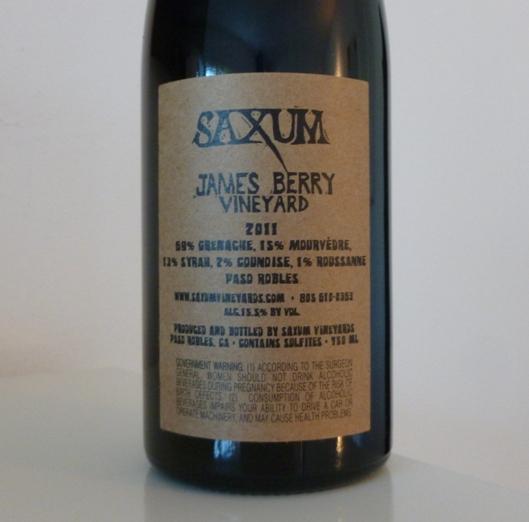 SAXUM
JAMES BERRY
VINEYARD
2011
69% GRENACHE, 15% MOURVÈDRE,
13% SYRAH, 2% COUNOISE, 1% ROUSSANNE
PASO ROBLES
WWW.SAXUMVINEYARDS.COM • 805 610-0363
ALC. 15.5% BY VOL.
PRODUCED AND BOTTLED BY SAXUM VINEYARDS
PASO ROBLES, CA • CONTAINS SULFITES • 750 ML
GOVERNMENT WARNING: (1) ACCORDING TO THE SURGEON
GENERAL, WOMEN SHOULD NOT DRINK ALCOHOLIC
BEVERAGES DURING PREGNANCY BECAUSE OF THE RISK OF
BIRTH DEFECTS. (2) CONSUMPTION OF ALCOHOLIC
BEVERAGES IMPAIRS YOUR ABILITY TO DRIVE A CAR OR
OPERATE MACHINERY, AND MAY CAUSE HEALTH PROBLEMS.